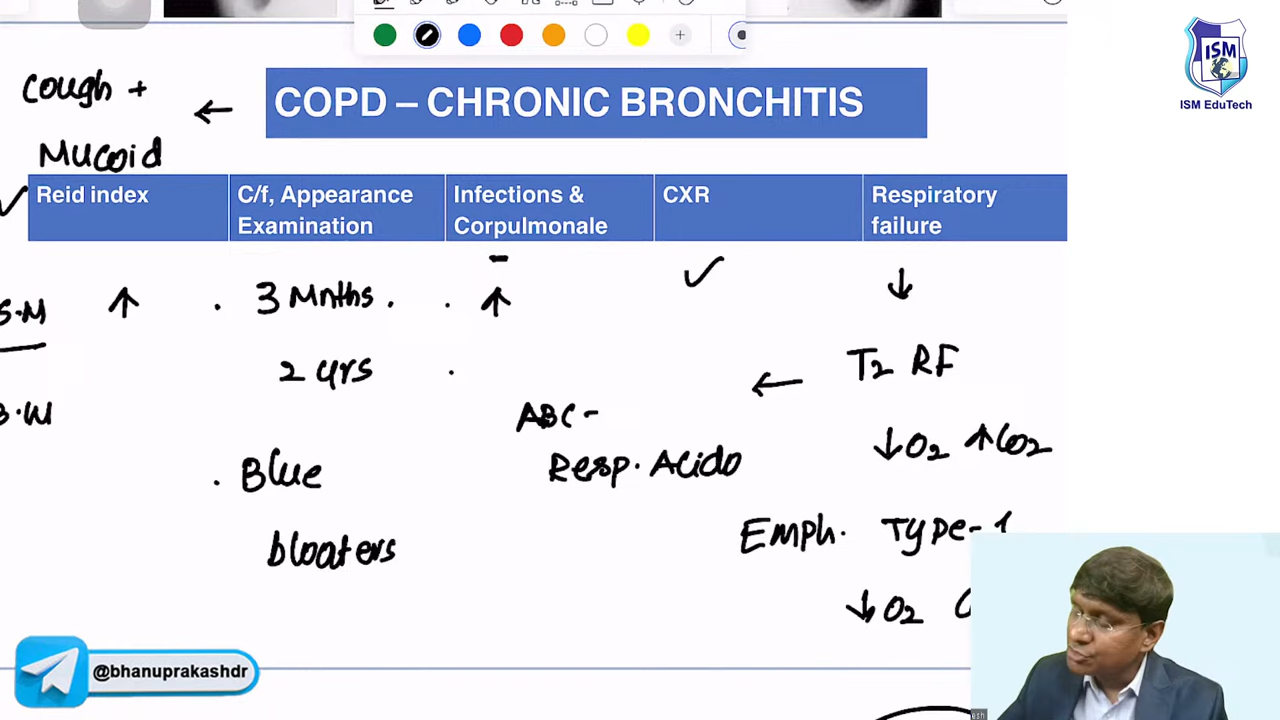 ISM
ISM EduTech
Cough +
Mucoid
←
COPD – CHRONIC BRONCHITIS
Reid index
C/f, Appearance
Examination
Infections &
Corpulmonale
CXR
Respiratory
failure
S.M
↑
. 3 Mnths .
. ↑
✓
↓
2 yrs
.
← T2 RF
B.W
ABC -
Resp. Acido
↓O2 ↑CO2
. Blue
bloaters
Emph. Type-1
↓O2
@bhanuprakashdr